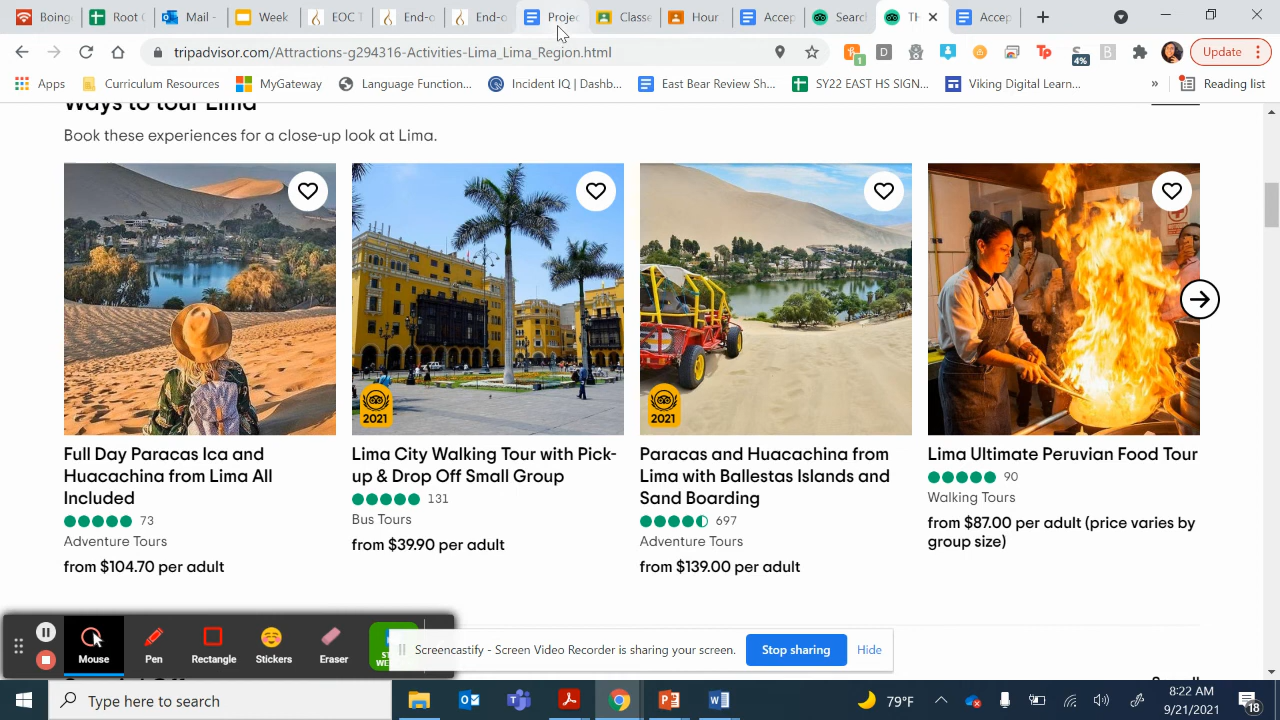 Boing
Root (
Mail -
Week
EOC T
End-o
End-o
Proje
Classe
Hour
Accep
Searc
TH
Accep
tripadvisor.com/Attractions-g294316-Activities-Lima_Lima_Region.html
1
D
Tp
4%
B
Update
Apps
Curriculum Resources
MyGateway
Language Function...
Incident IQ | Dashb...
East Bear Review Sh...
SY22 EAST HS SIGN...
Viking Digital Learn...
»
Reading list
Ways to tour Lima
Book these experiences for a close-up look at Lima.
2021
2021
Full Day Paracas Ica and
Huacachina from Lima All
Included
73
Adventure Tours
from $104.70 per adult
Lima City Walking Tour with Pick-
up & Drop Off Small Group
131
Bus Tours
from $39.90 per adult
Paracas and Huacachina from
Lima with Ballestas Islands and
Sand Boarding
697
Adventure Tours
from $139.00 per adult
Lima Ultimate Peruvian Food Tour
90
Walking Tours
from $87.00 per adult (price varies by
group size)
Mouse
Pen
Rectangle
Stickers
Eraser
Screencastify - Screen Video Recorder is sharing your screen.
Stop sharing
Hide
Type here to search
79°F
8:22 AM
9/21/2021
18